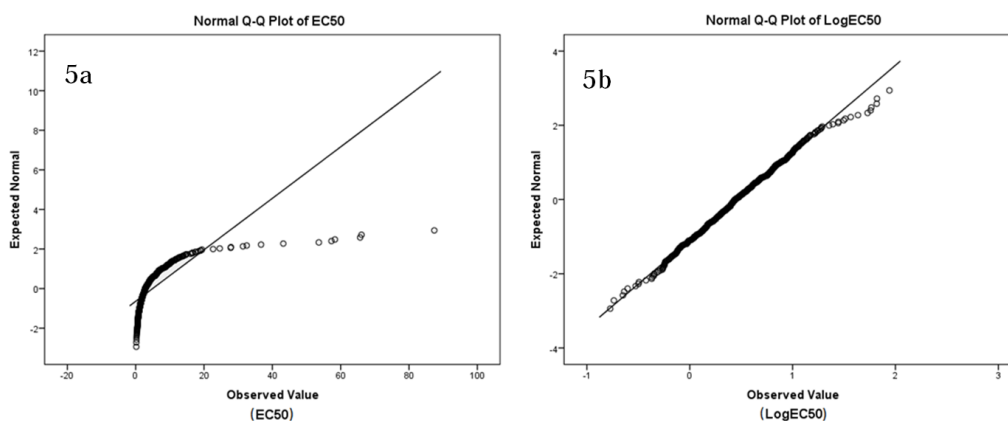 Normal Q-Q Plot of EC50
5a
12
10
8
6
4
2
0
-2
Expected Normal
-20 0 20 40 60 80 100
Observed Value
(EC50)
Normal Q-Q Plot of LogEC50
5b
4
2
0
-2
-4
Expected Normal
-1 0 1 2 3
Observed Value
(LogEC50)